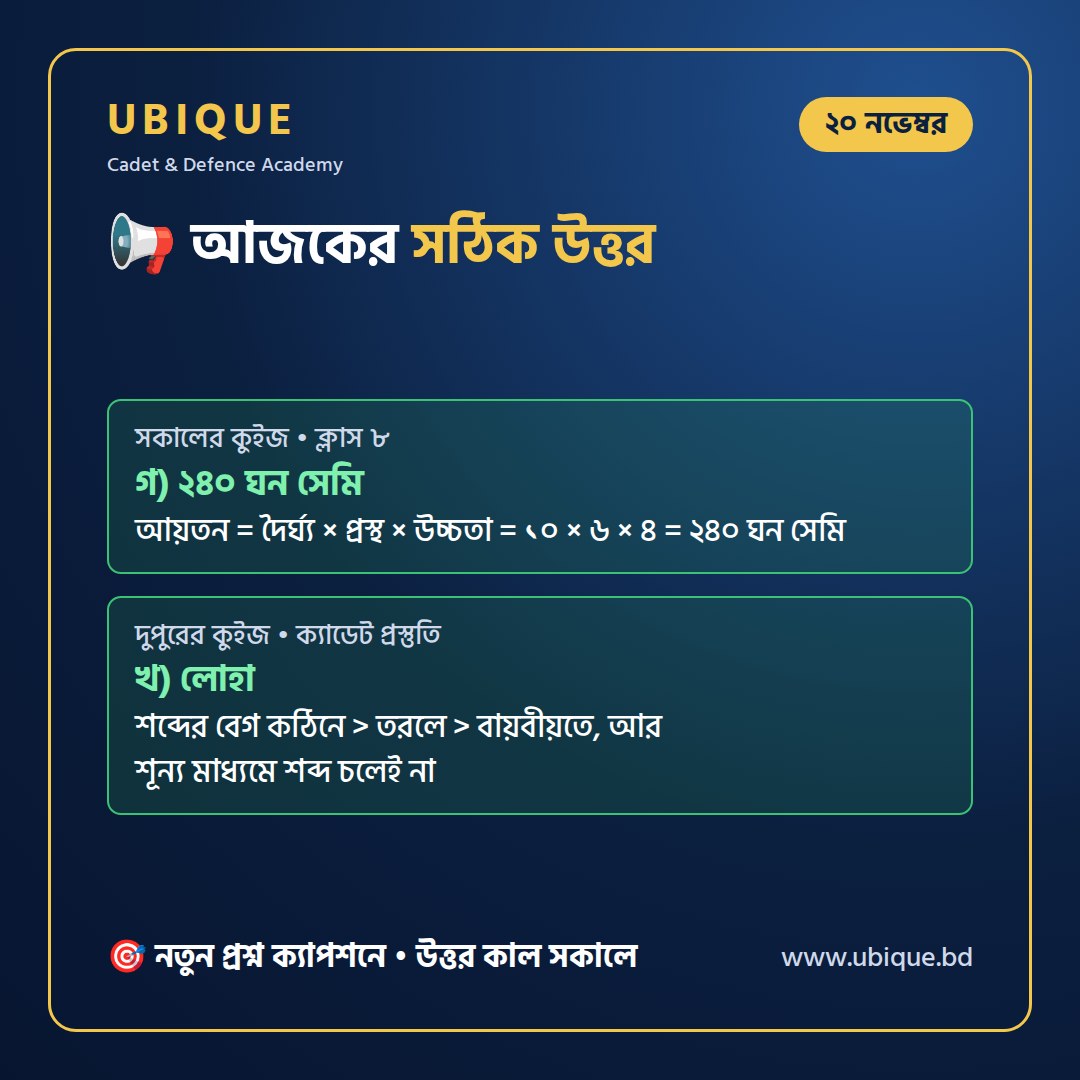 UBIQUE
২০ নভেম্বর
Cadet & Defence Academy
আজকের সঠিক উত্তর
সকালের কুইজ • ক্লাস ৮
গ) ২৪০ ঘন সেমি
আয়তন = দৈর্ঘ্য × প্রস্থ × উচ্চতা = ১০ × ৬ × ৪ = ২৪০ ঘন সেমি
দুপুরের কুইজ • ক্যাডেট প্রস্তুতি
খ) লোহা
শব্দের বেগ কঠিনে > তরলে > বায়বীয়তে, আর
শূন্য মাধ্যমে শব্দ চলেই না
নতুন প্রশ্ন ক্যাপশনে • উত্তর কাল সকালে
www.ubique.bd